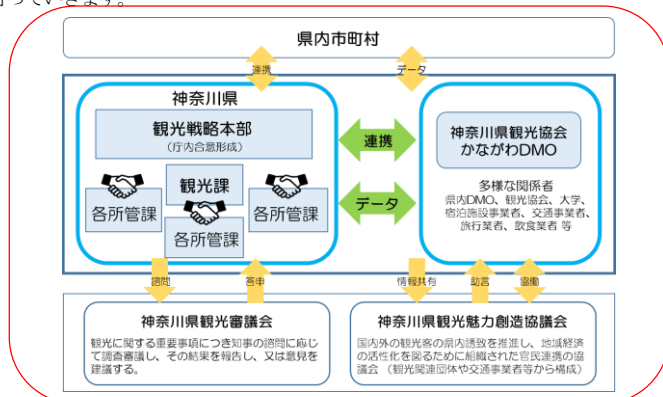 っていきます。
県内市町村
連携
データ
神奈川県
観光戦略本部
（庁内合意形成）
観光課
各所管課
各所管課
各所管課
連携
データ
神奈川県観光協会
かながわDMO
多様な関係者
県内DMO、観光協会、大学、
宿泊施設事業者、交通事業者、
旅行業者、飲食業者 等
諮問
答申
情報共有
助言
協働
神奈川県観光審議会
観光に関する重要事項につき知事の諮問に応じ
て調査審議し、その結果を報告し、又は意見を
建議する。
神奈川県観光魅力創造協議会
国内外の観光客の県内誘致を推進し、地域経済
の活性化を図るために組織された官民連携の協
議会 （観光関連団体や交通事業者等から構成）